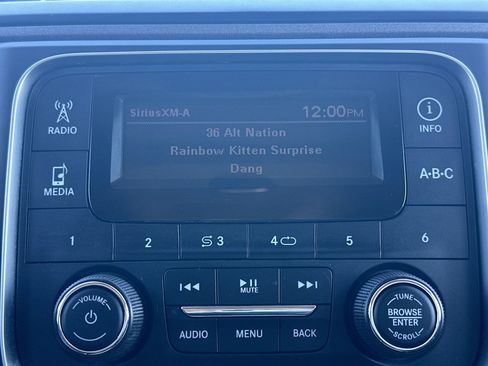 RADIO
SiriusXM-A 12:00PM
INFO
36 Alt Nation
Rainbow Kitten Surprise
Dang
MEDIA
A-B-C
1 2 3 4 5 6
VOLUME
MUTE
TUNE
BROWSE
ENTER
SCROLL
AUDIO MENU BACK